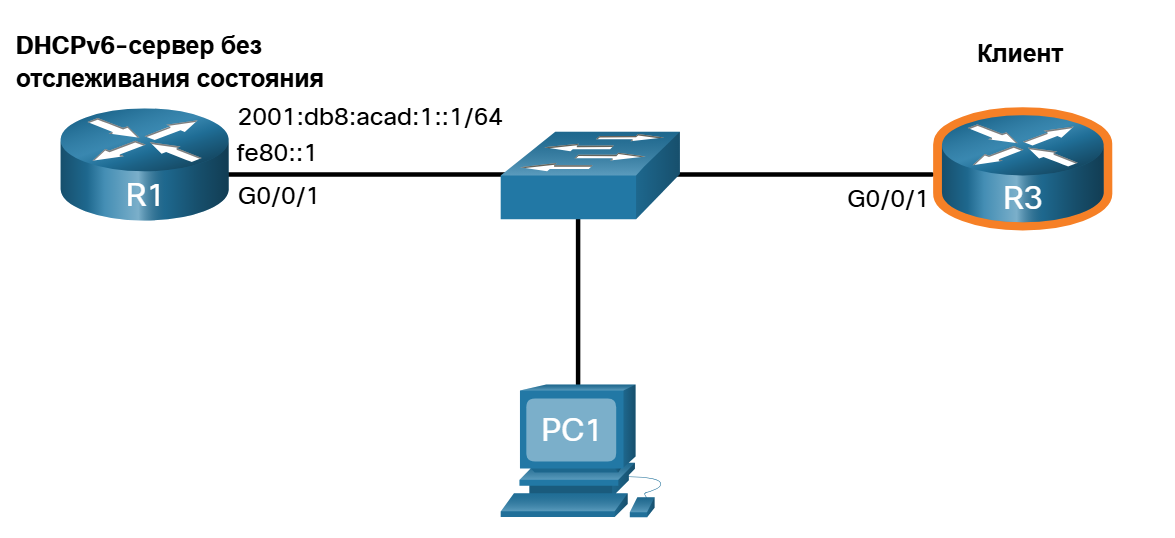 DHCPv6-сервер без
отслеживания состояния
Клиент
2001:db8:acad:1::1/64
fe80::1
R1
G0/0/1
G0/0/1
R3
PC1